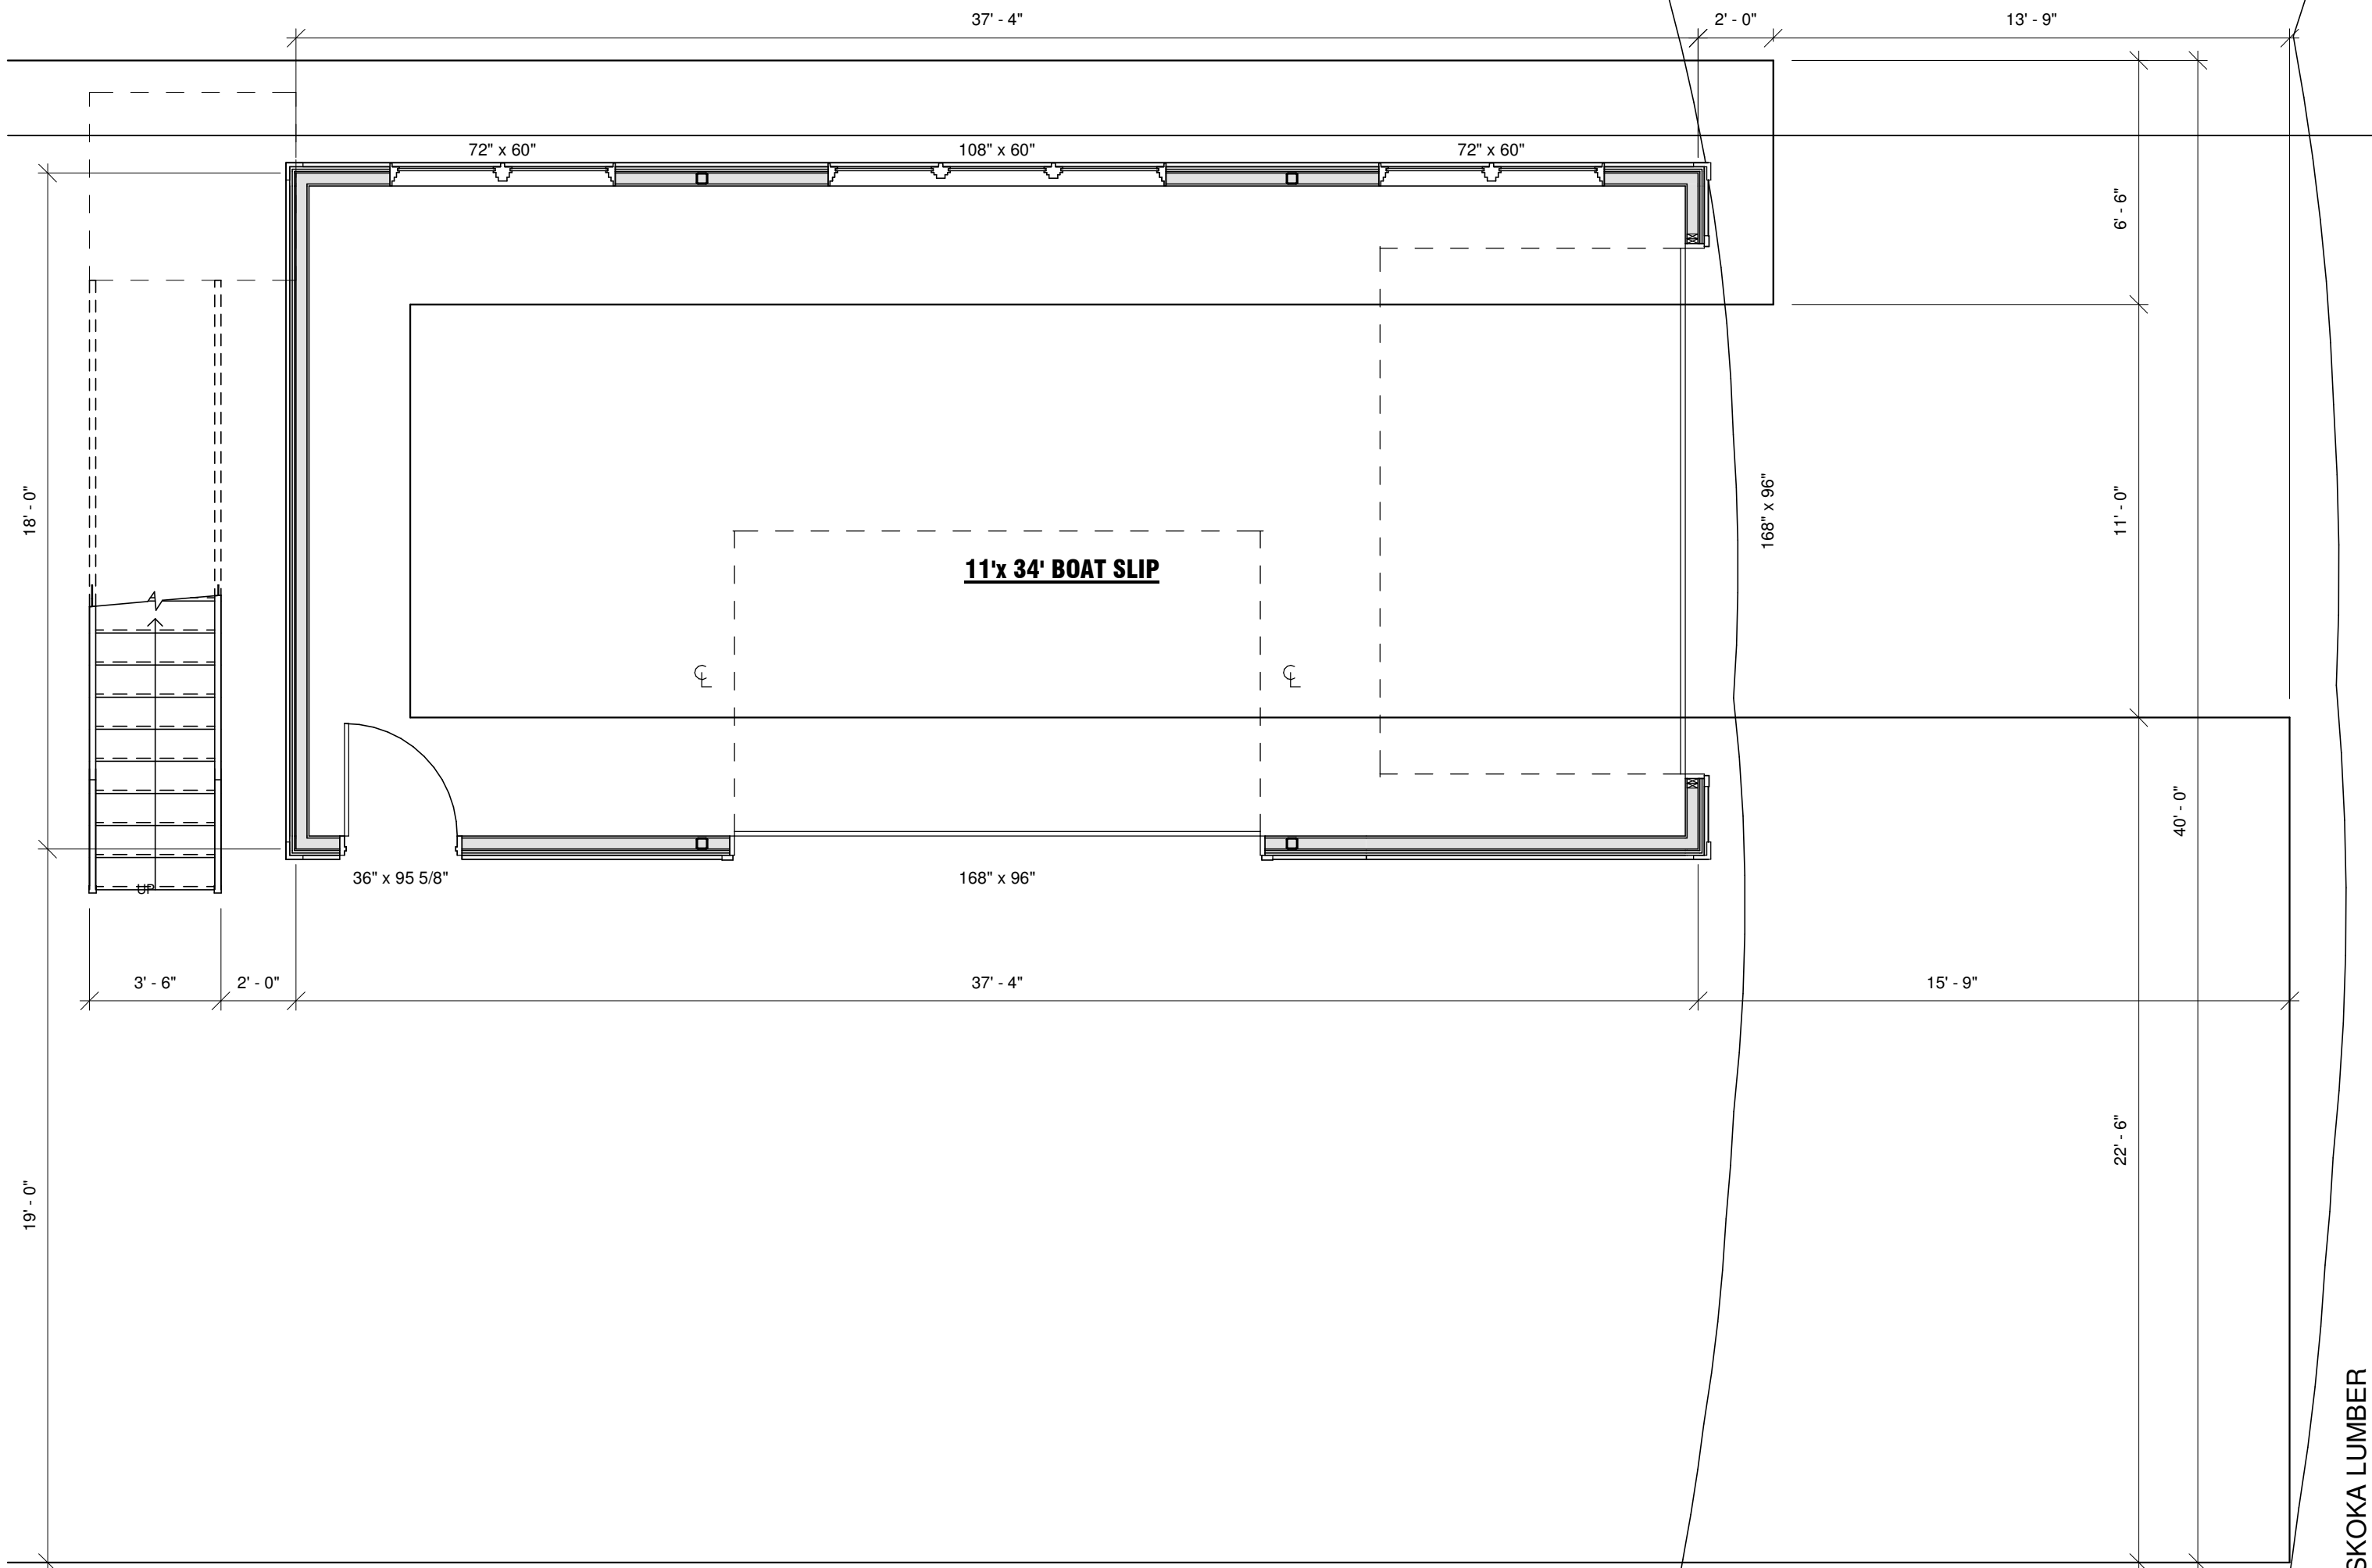 37' - 4"
2' - 0"
13' - 9"
72" x 60"
108" x 60"
72" x 60"
6' - 6"
18' - 0"
168" x 96"
11' - 0"
11'x 34' BOAT SLIP
CL
CL
40' - 0"
36" x 95 5/8"
168" x 96"
UP
3' - 6"
2' - 0"
37' - 4"
15' - 9"
22' - 6"
19' - 0"
SKOKA LUMBER